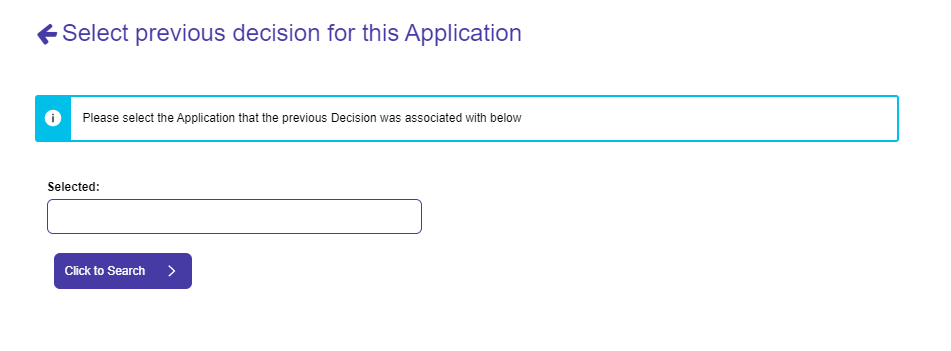 Select previous decision for this Application
Please select the Application that the previous Decision was associated with below
Selected:
Click to Search